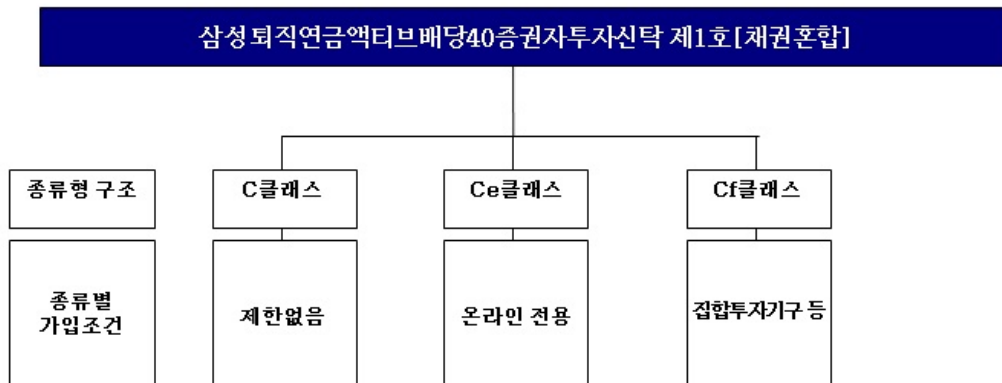 삼성퇴직연금액티브배당40증권자투자신탁 제1호[채권혼합]
종류형 구조
C클래스
Ce클래스
Cf클래스
종류별
가입조건
제한없음
온라인 전용
집합투자기구 등